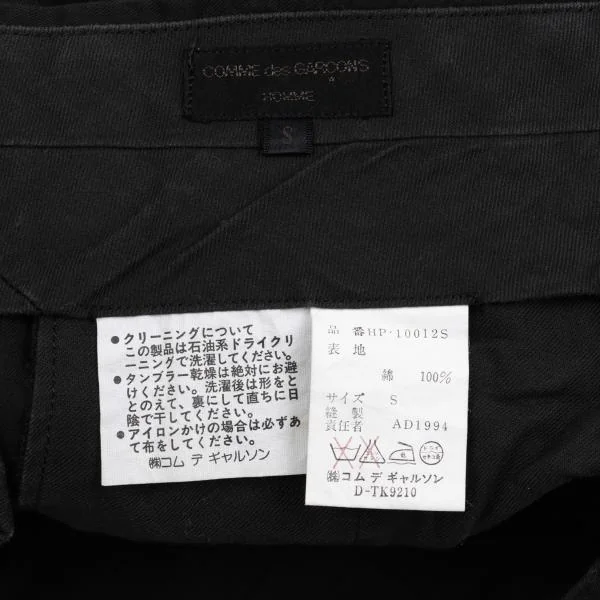 COMME des GARCONS
HOMME
S
●クリーニングについて
この製品は石油系ドライクリ
ーニングで洗濯してください。
●タンブラー乾燥は絶対にお避
けください。洗濯後は形をと
とのえて、裏にして直ちに日
陰で干してください。
●アイロンかけの場合は必ずあ
て布をしてください。
㈱コム デ ギャルソン
品 番HP-10012S
表 地
綿 100%
サイズ S
縫製
責任者 AD1994
㈱コム デ ギャルソン
D-TK9210